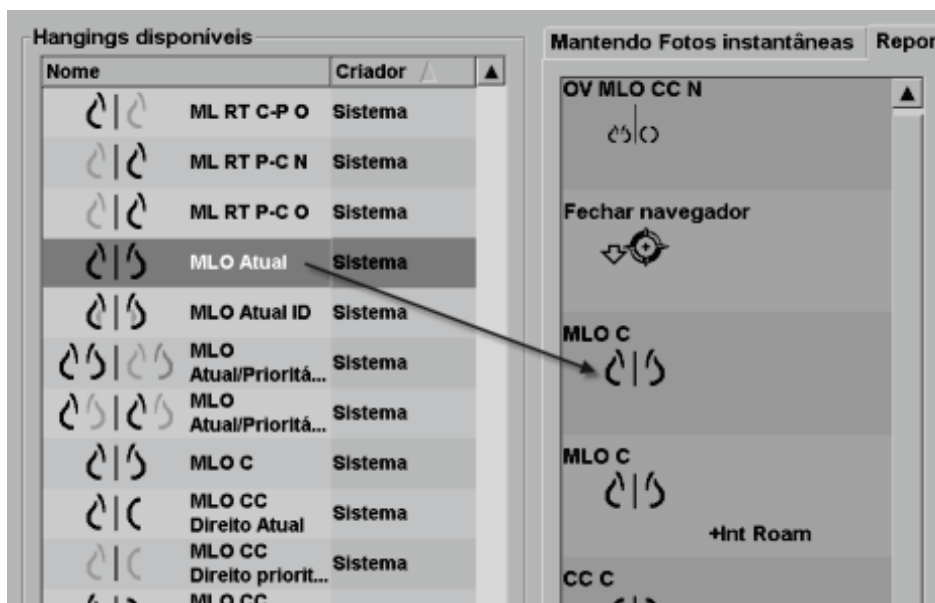 Hangings disponíveis
Nome
Criador
ML RT C-P O
Sistema
ML RT P-C N
Sistema
ML RT P-C O
Sistema
MLO Atual
Sistema
MLO Atual ID
Sistema
MLO
Atual/Prioritá...
Sistema
MLO
Atual/Prioritá...
Sistema
MLO C
Sistema
MLO CC
Direito Atual
Sistema
MLO CC
Direito priorit...
Sistema
MLO CC
Mantendo Fotos instantâneas
Repor
OV MLO CC N
Fechar navegador
MLO C
MLO C
+Int Roam
CC C